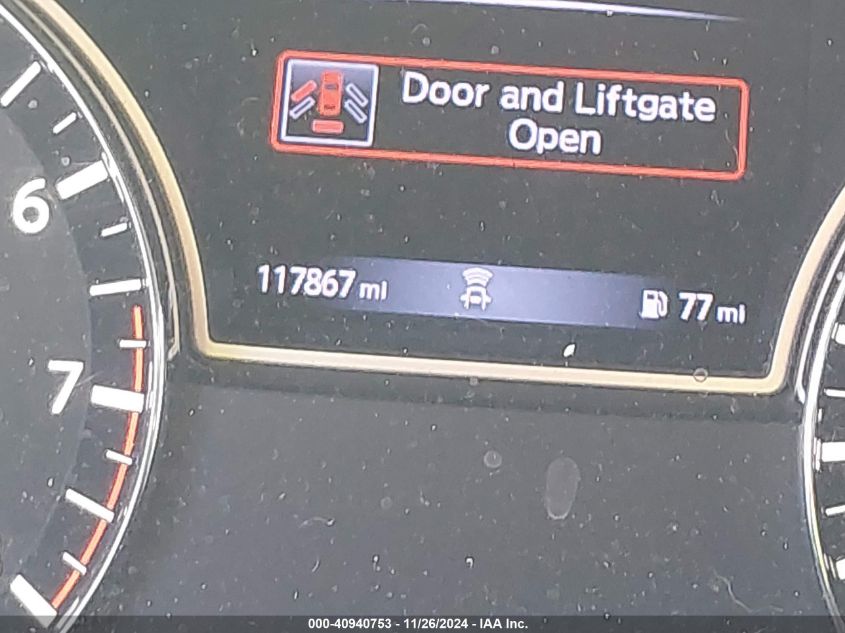 Door and Liftgate
Open
6
117867 mi
77 mi
7
000-40940753 - 11/26/2024 - IAA Inc.